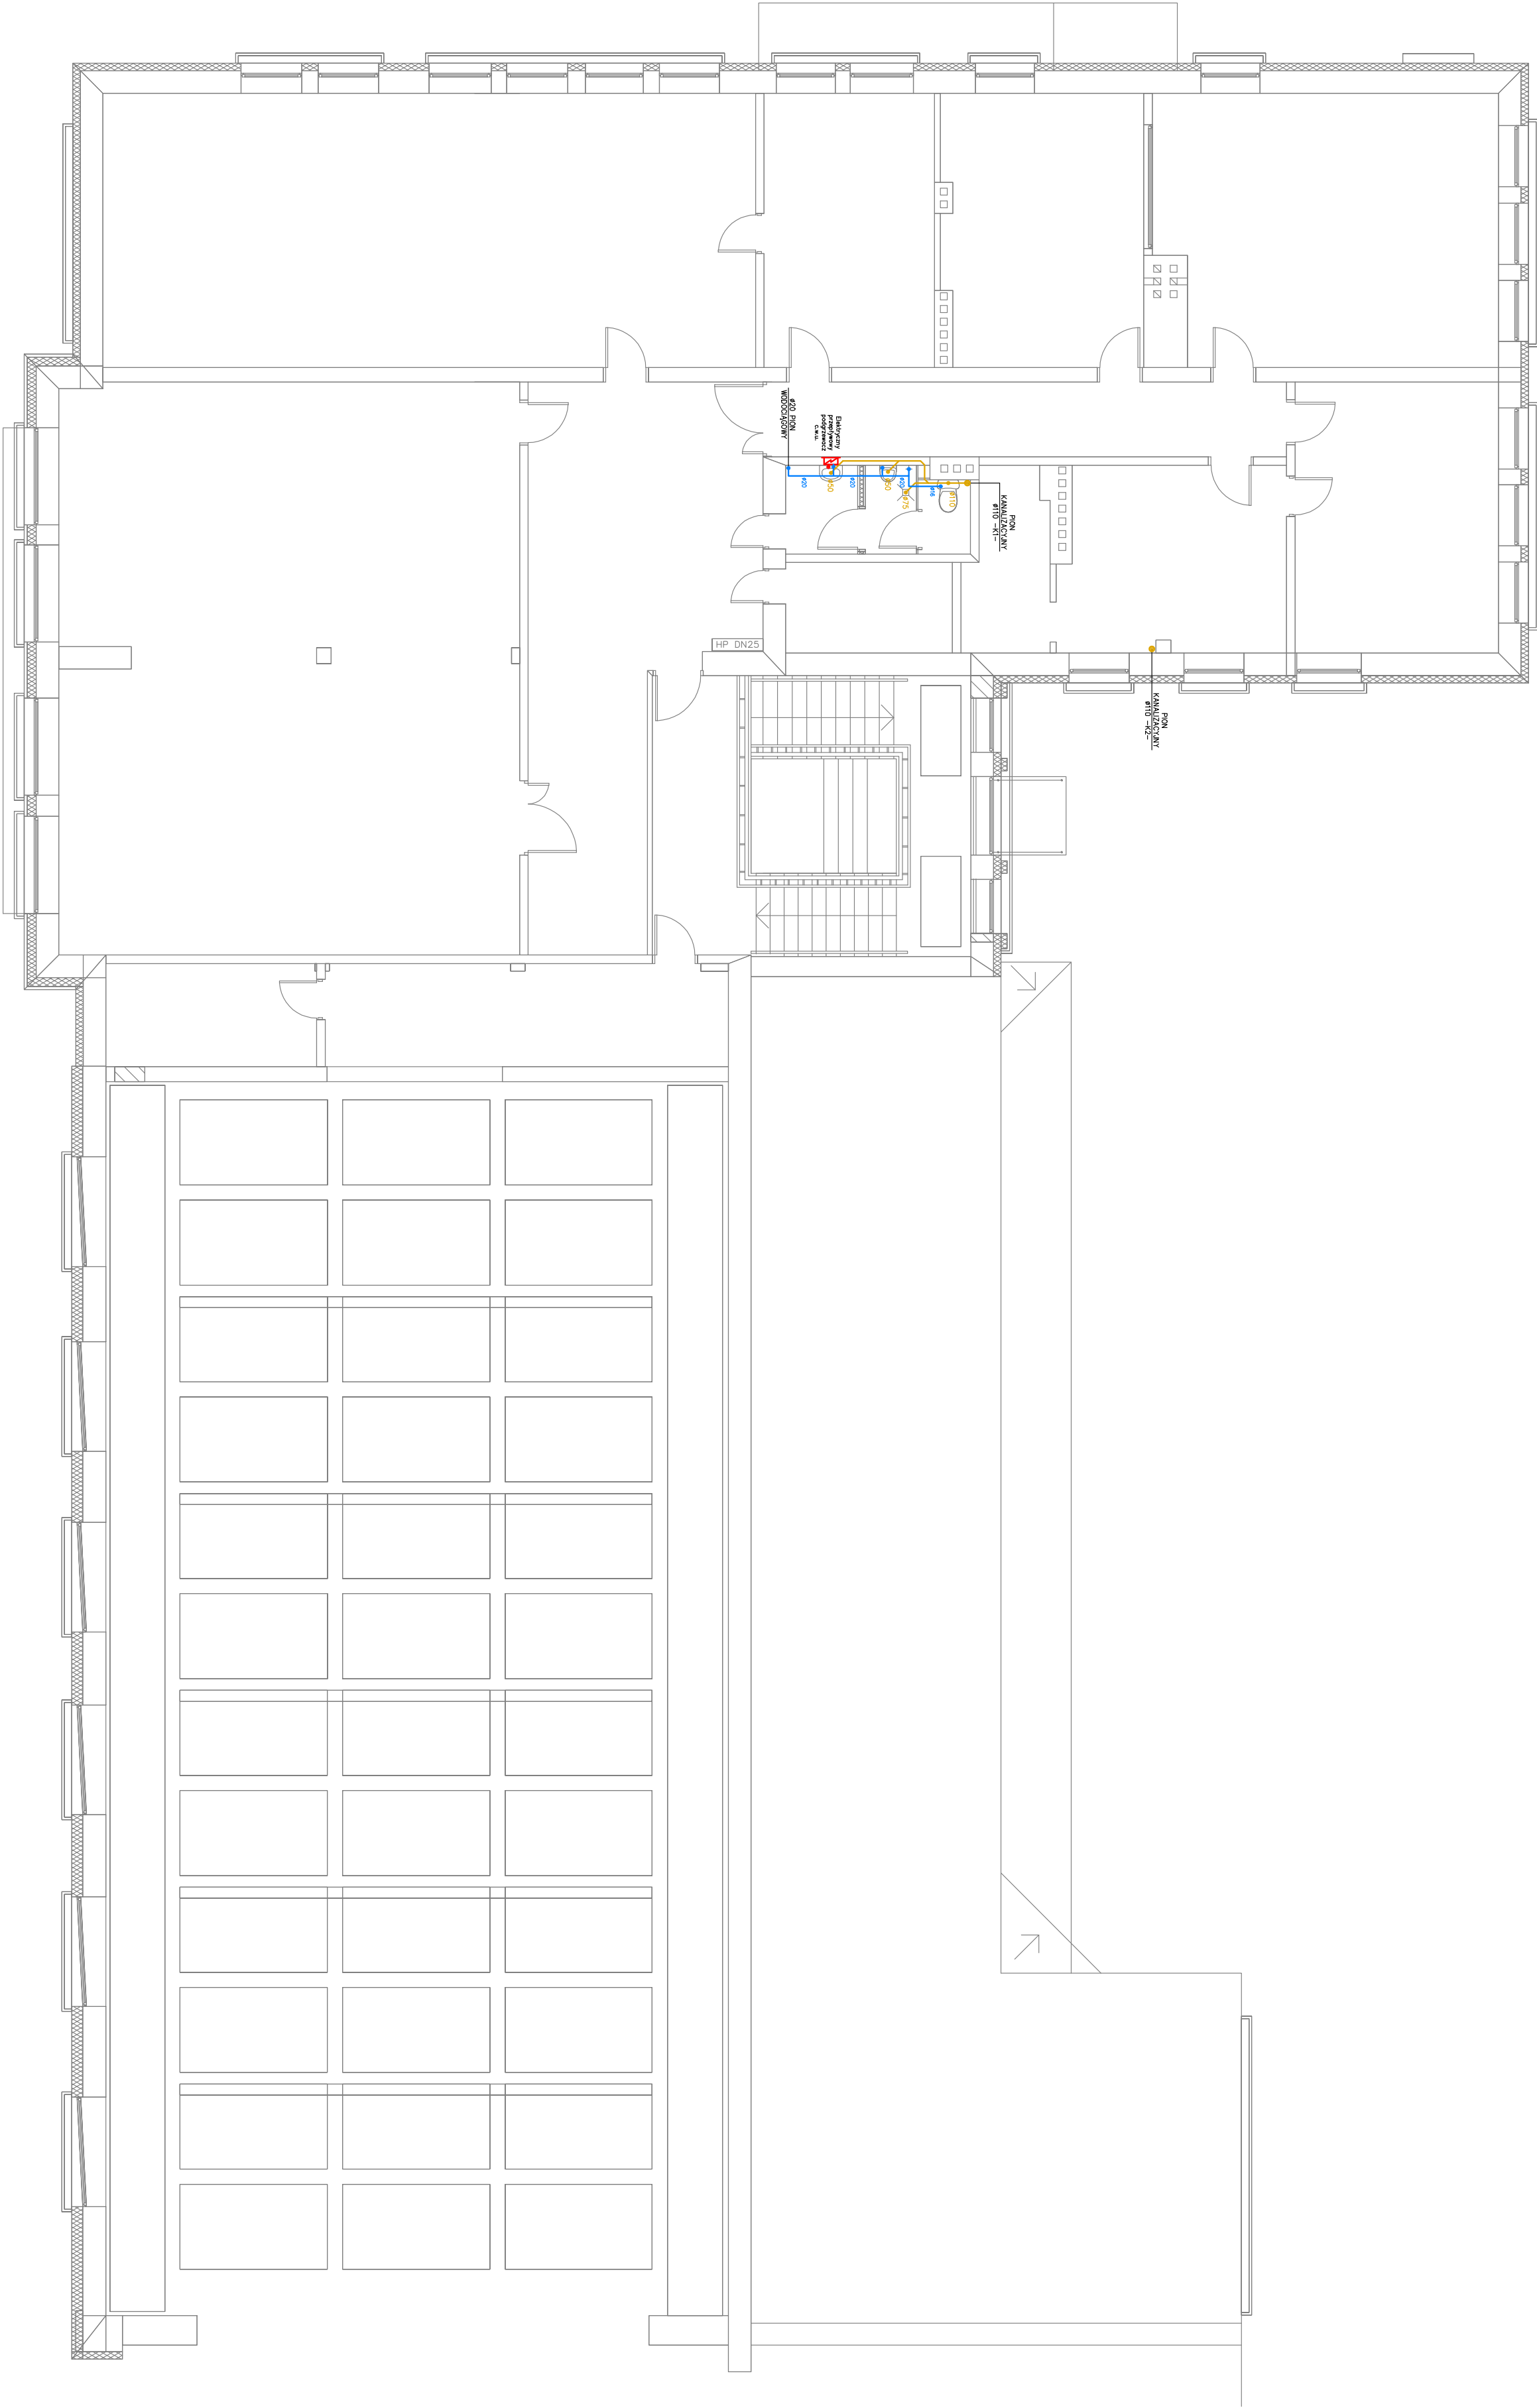 ø20 PION
WODOCIĄGOWY
Elektryczny
przepływowy
podgrzewacz
c.w.u.
ø20
ø50
ø20
ø50
ø20
ø75
ø16
ø110
PION
KANALIZACYJNY
ø110 -K1-
HP DN25
PION
KANALIZACYJNY
ø110 -K2-